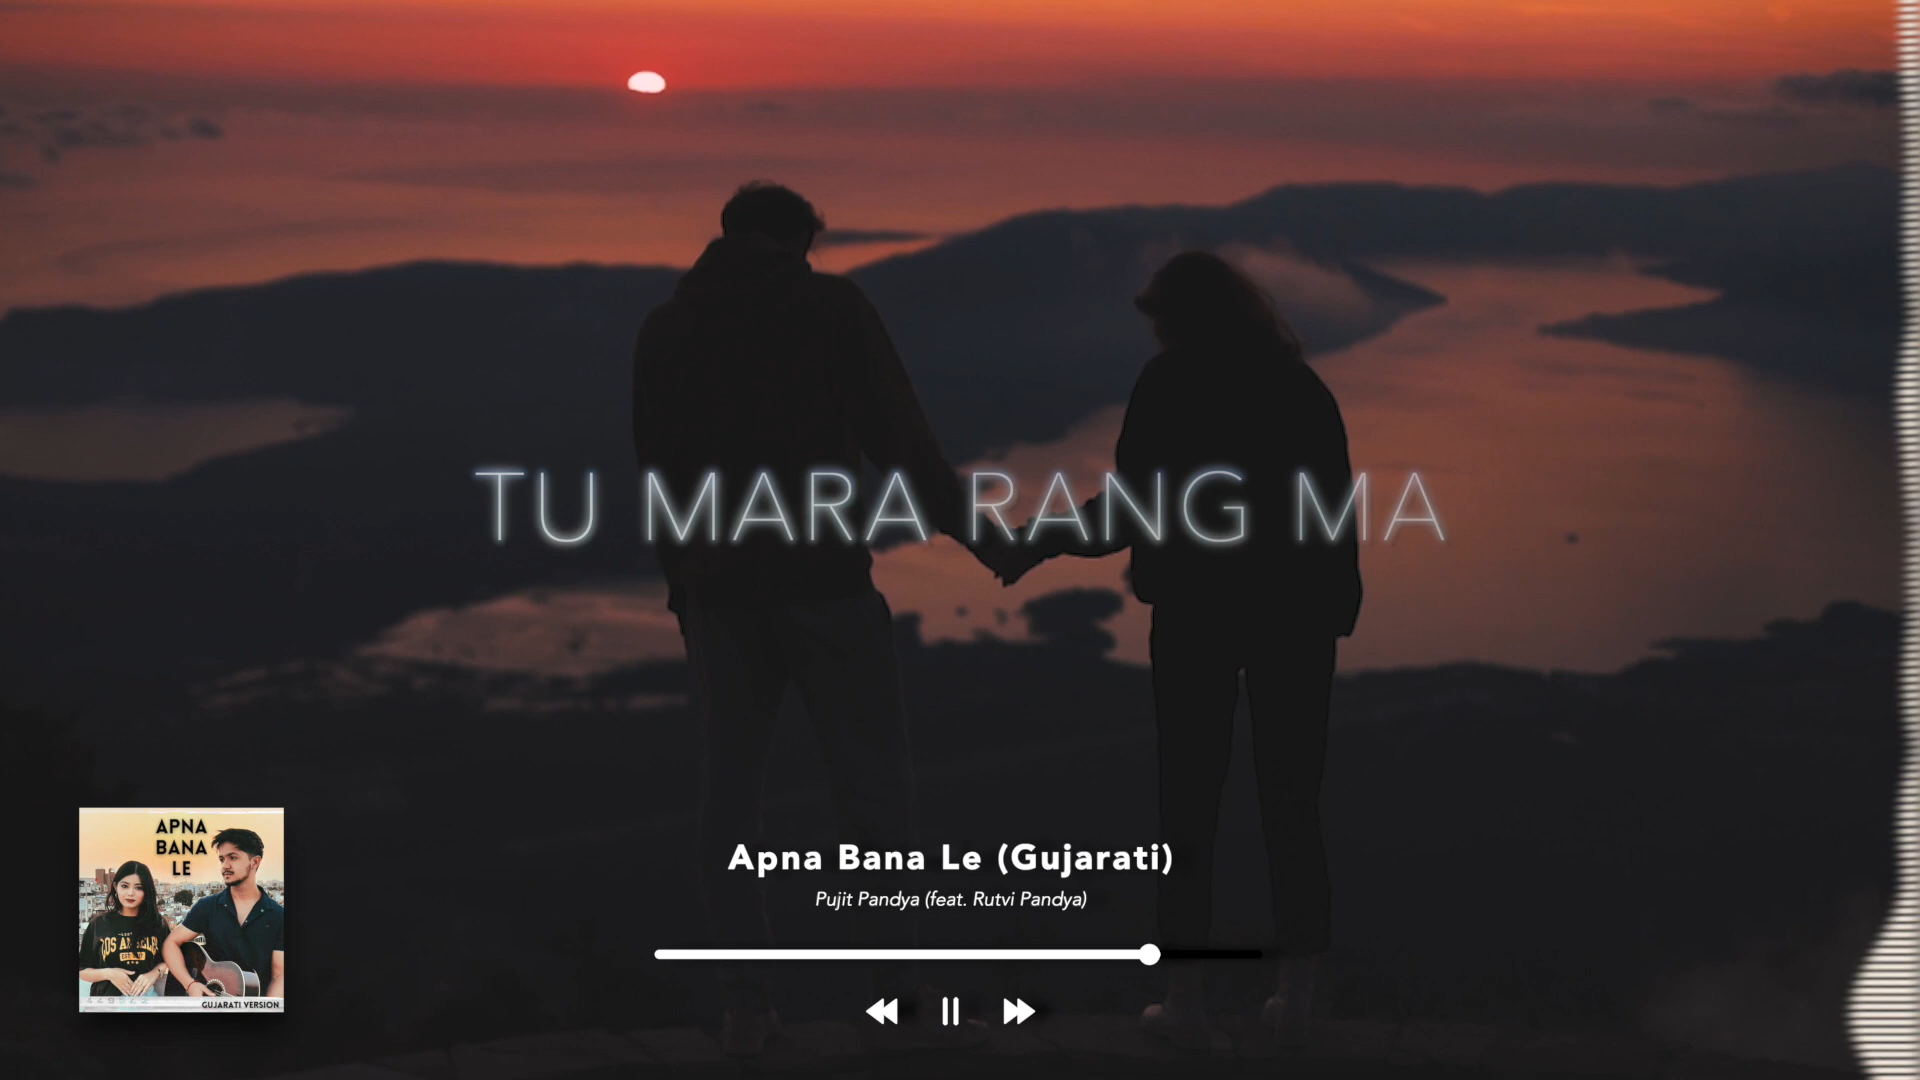 TU MARA RANG MA
APNA
BANA
LE
GUJARATI VERSION
Apna Bana Le (Gujarati)
Pujit Pandya (feat. Rutvi Pandya)